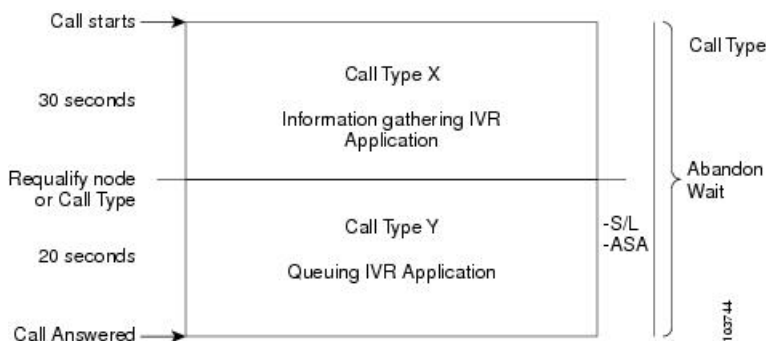 Call starts
Call Type
Call Type X
30 seconds
Information gathering IVR
Application
Requalify node
or Call Type
Abandon
Wait
Call Type Y
-S/L
-ASA
20 seconds
Queuing IVR Application
Call Answered
103744